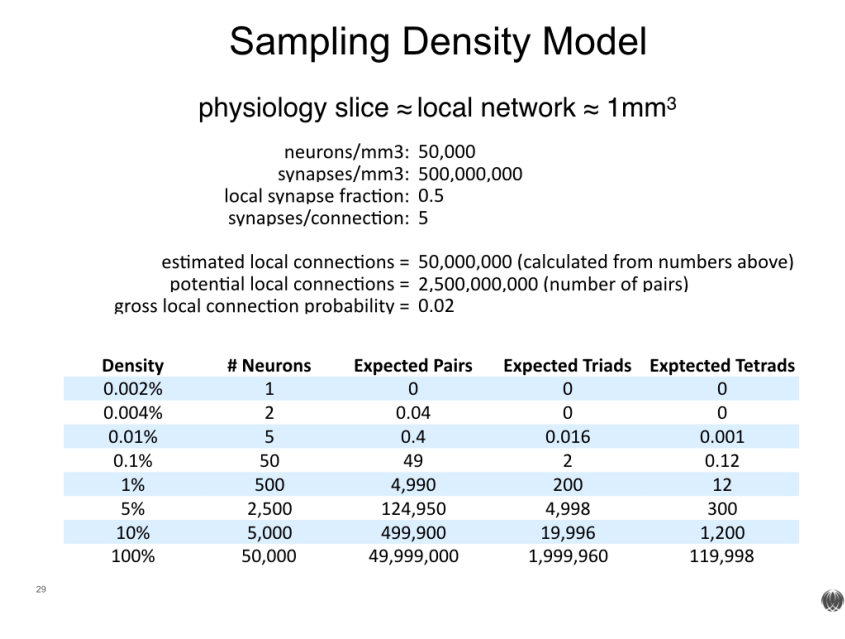 Sampling Density Model
physiology slice ≈ local network ≈ 1mm³
neurons/mm3: 50,000
synapses/mm3: 500,000,000
local synapse fraction: 0.5
synapses/connection: 5
estimated local connections = 50,000,000 (calculated from numbers above)
potential local connections = 2,500,000,000 (number of pairs)
gross local connection probability = 0.02
Density # Neurons Expected Pairs Expected Triads Exptected Tetrads
0.002% 1 0 0 0
0.004% 2 0.04 0 0
0.01% 5 0.4 0.016 0.001
0.1% 50 49 2 0.12
1% 500 4,990 200 12
5% 2,500 124,950 4,998 300
10% 5,000 499,900 19,996 1,200
100% 50,000 49,999,000 1,999,960 119,998
29